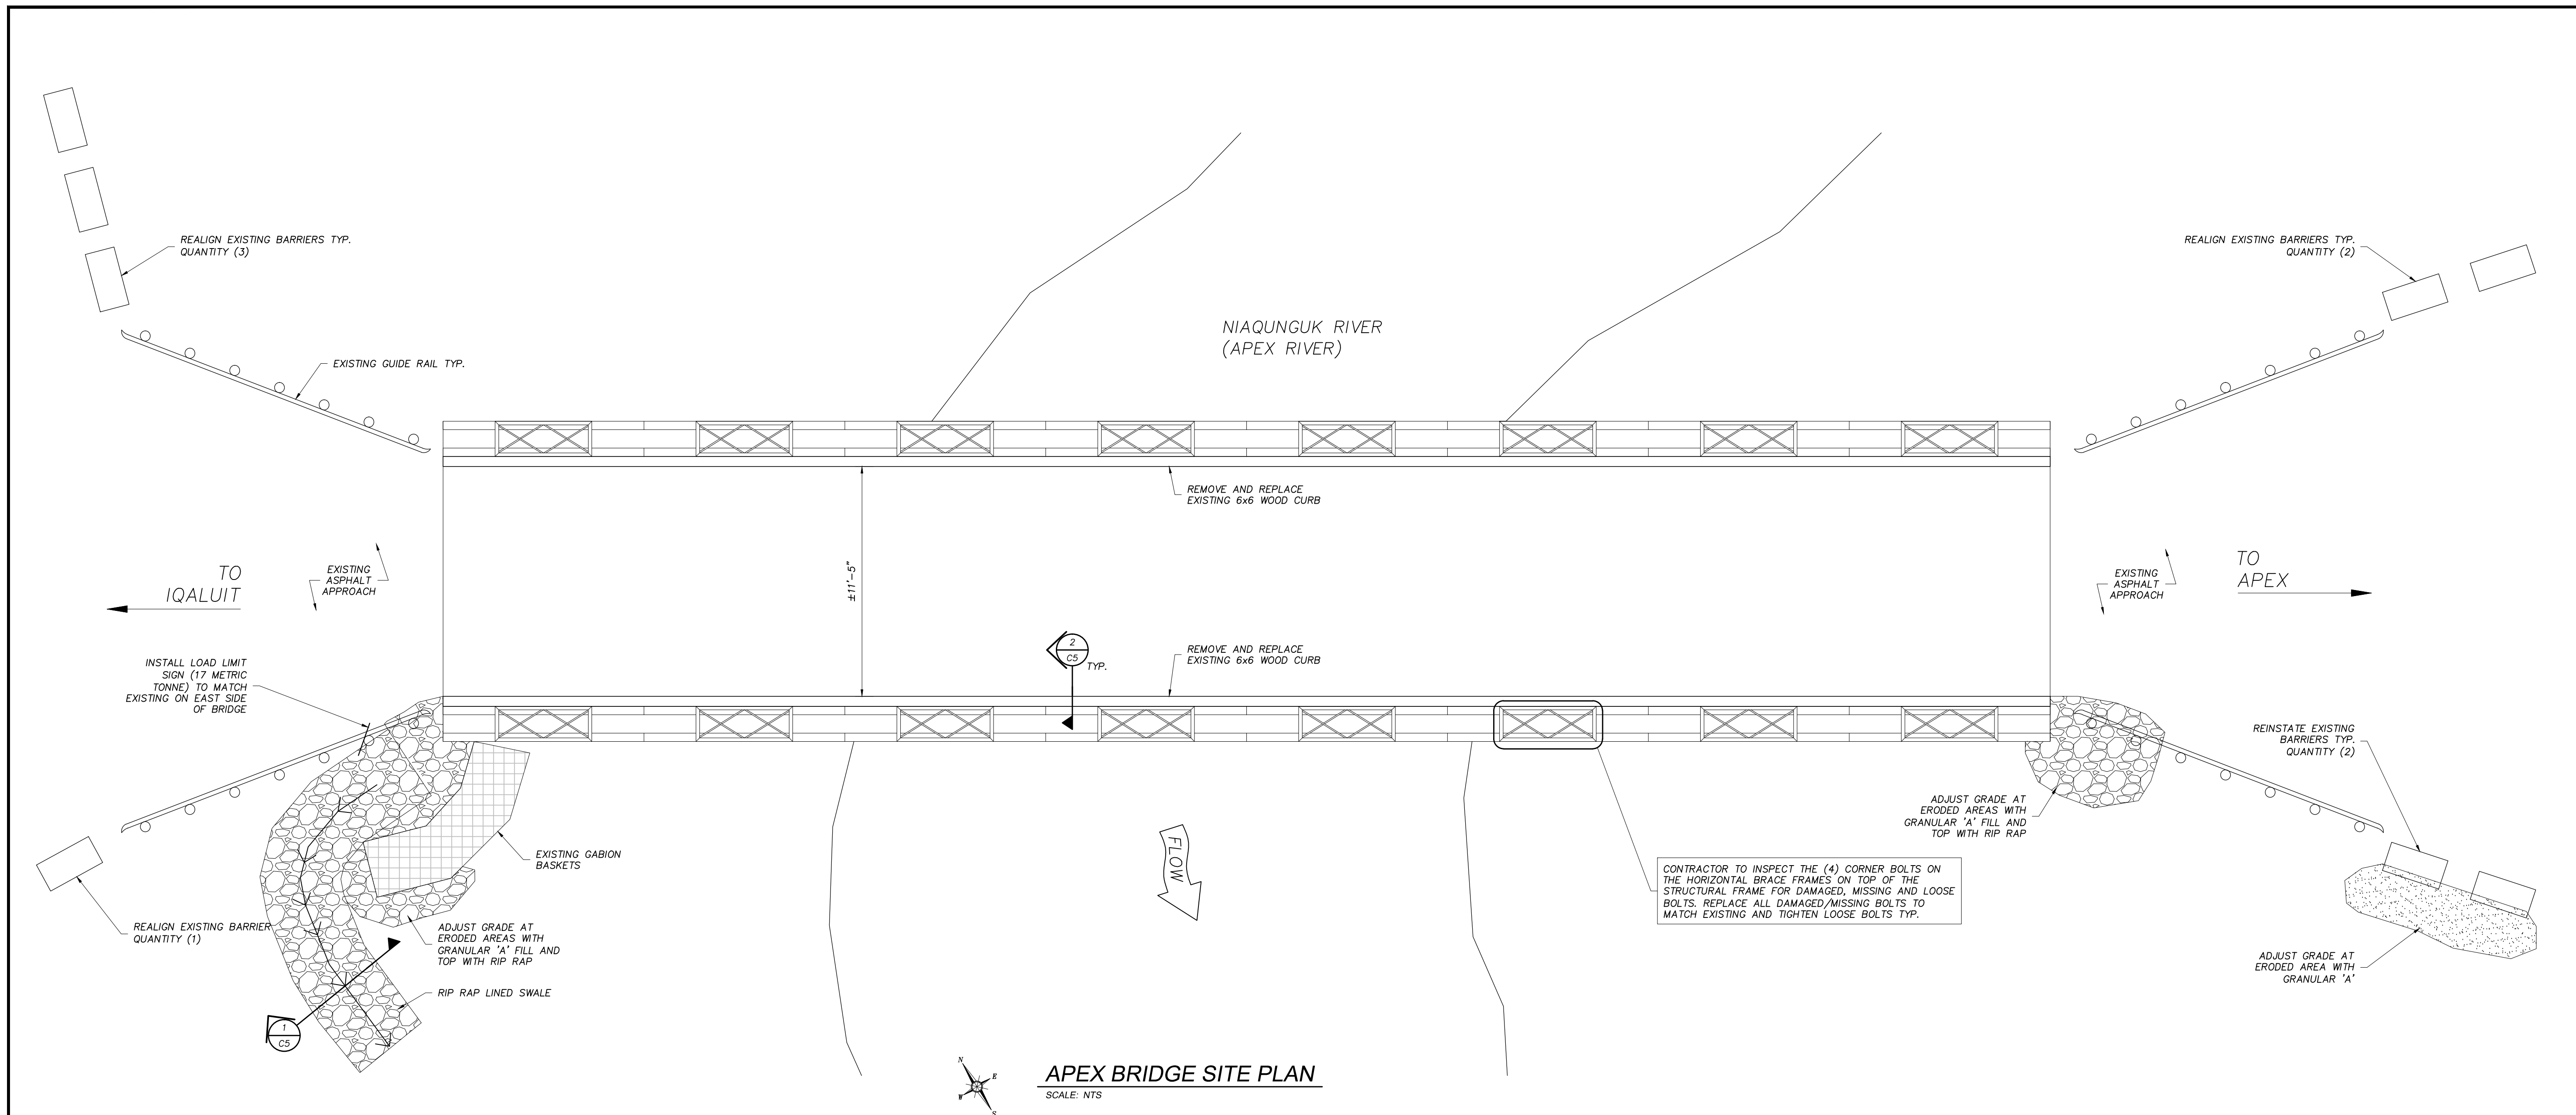 REALIGN EXISTING BARRIERS TYP.
QUANTITY (3)
REALIGN EXISTING BARRIERS TYP.
QUANTITY (2)
NIAQUNGUK RIVER
(APEX RIVER)
EXISTING GUIDE RAIL TYP.
REMOVE AND REPLACE
EXISTING 6x6 WOOD CURB
±11'-5"
TO
IQALUIT
EXISTING
ASPHALT
APPROACH
EXISTING
ASPHALT
APPROACH
TO
APEX
2
C5
TYP.
REMOVE AND REPLACE
EXISTING 6x6 WOOD CURB
INSTALL LOAD LIMIT
SIGN (17 METRIC
TONNE) TO MATCH
EXISTING ON EAST SIDE
OF BRIDGE
REINSTATE EXISTING
BARRIERS TYP.
QUANTITY (2)
ADJUST GRADE AT
ERODED AREAS WITH
GRANULAR 'A' FILL AND
TOP WITH RIP RAP
EXISTING GABION
BASKETS
FLOW
CONTRACTOR TO INSPECT THE (4) CORNER BOLTS ON
THE HORIZONTAL BRACE FRAMES ON TOP OF THE
STRUCTURAL FRAME FOR DAMAGED, MISSING AND LOOSE
BOLTS. REPLACE ALL DAMAGED/MISSING BOLTS TO
MATCH EXISTING AND TIGHTEN LOOSE BOLTS TYP.
REALIGN EXISTING BARRIER
QUANTITY (1)
ADJUST GRADE AT
ERODED AREAS WITH
GRANULAR 'A' FILL AND
TOP WITH RIP RAP
ADJUST GRADE AT
ERODED AREA WITH
GRANULAR 'A'
RIP RAP LINED SWALE
1
C5
N
E
W
S
APEX BRIDGE SITE PLAN
SCALE: NTS